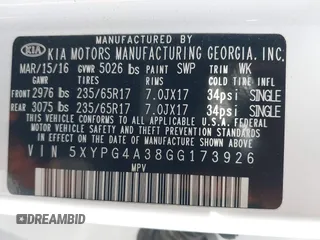 MANUFACTURED BY
KIA KIA MOTORS MANUFACTURING GEORGIA, INC.
MAR/15/16 GVWR 5026 lbs PAINT SWP TRIM WK
GAWR TIRES RIMS COLD TIRE INFL
FRONT 2976 lbs 235/65R17 7.0JX17 34psi SINGLE
REAR 3075 lbs 235/65R17 7.0JX17 34psi SINGLE
THIS VEHICLE CONFORMS TO ALL APPLICABLE
FEDERAL MOTOR VEHICLE SAFETY STANDARDS IN
EFFECT ON THE DATE OF MANUFACTURE SHOWN ABOVE.
VIN 5XYPG4A38GG173926
MPV
DREAMBID